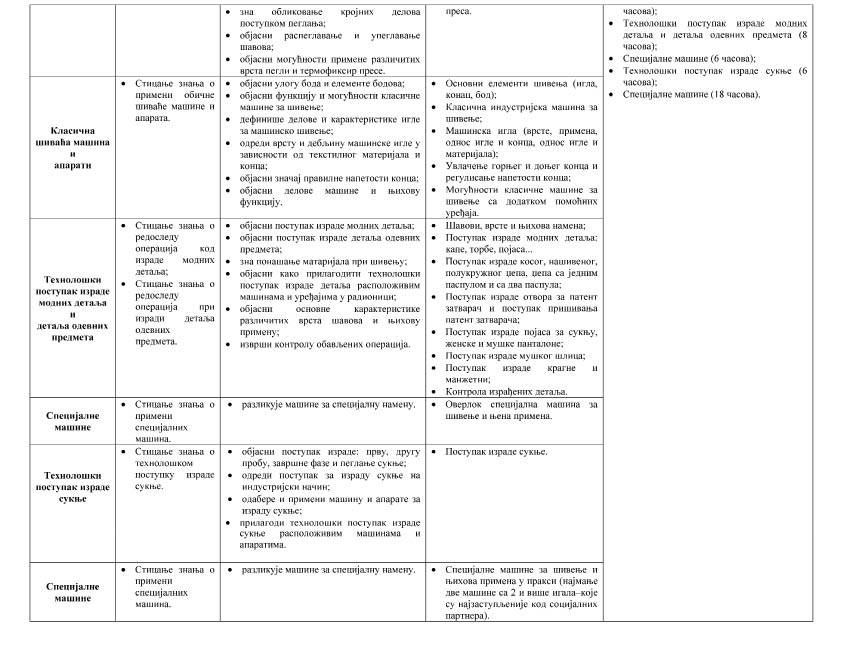 • зна обликовање кројних делова
поступком пеглања;
• објасни распеглавање и упеглавање
шавова;
• објасни могућности примене различитих
врста пегли и термофиксир пресе.
преса.
часова);
• Технолошки поступак израде модних
детаља и детаља одевних предмета (8
часова);
• Специјалне машине (6 часова);
• Технолошки поступак израде сукње (6
часова);
• Специјалне машине (18 часова).
Класична
шиваћа машина
и
апарати
• Стицање знања о
примени обичне
шиваће машине и
апарата.
• објасни улогу бода и елементе бодова;
• објасни функцију и могућности класичне
машине за шивење;
• дефинише делове и карактеристике игле
за машинско шивење;
• одреди врсту и дебљину машинске игле у
зависности од текстилног материјала и
конца;
• објасни значај правилне напетости конца;
• објасни делове машине и њихову
функцију.
• Основни елементи шивења (игла,
конац, бод);
• Класична индустријска машина за
шивење;
• Машинска игла (врсте, примена,
однос игле и конца, однос игле и
материјала);
• Увлачење горњег и доњег конца и
регулисање напетости конца;
• Могућности класичне машине за
шивење са додатком помоћних
уређаја.
Технолошки
поступак израде
модних детаља
и
детаља одевних
предмета
• Стицање знања о
редоследу
операција код
израде модних
детаља;
• Стицање знања о
редоследу
операција при
изради детаља
одевних
предмета.
• објасни поступак израде модних детаља;
• објасни поступак израде детаља одевних
предмета;
• зна понашање матаријала при шивењу;
• објасни како прилагодити технолошки
поступак израде детаља расположивим
машинама и уређајима у радионици;
• објасни основне карактеристике
различитих врста шавова и њихову
примену;
• изврши контролу обављених операција.
• Шавови, врсте и њихова намена;
• Поступак израде модних детаља:
капе, торбе, појаса...
• Поступак израде косог, нашивеног,
полукружног џепа, џепа са једним
паспулом и са два паспула;
• Поступак израде отвора за патент
затварач и поступак пришивања
патент затварача;
• Поступак израде појаса за сукњу,
женске и мушке панталоне;
• Поступак израде мушког шлица;
• Поступак израде крагне и
манжетни;
• Контрола израђених детаља.
Специјалне
машине
• Стицање знања о
примени
специјалних
машина.
• разликује машине за специјалну намену.
• Оверлок специјална машина за
шивење и њена примена.
Технолошки
поступак израде
сукње
• Стицање знања о
технолошком
поступку израде
сукње.
• објасни поступак израде: прву, другу
пробу, завршне фазе и пеглање сукње;
• одреди поступак за израду сукње на
индустријски начин;
• одабере и примени машину и апарате за
израду сукње;
• прилагоди технолошки поступак израде
сукње расположивим машинама и
апаратима.
• Поступак израде сукње.
Специјалне
машине
• Стицање знања о
примени
специјалних
машина.
• разликује машине за специјалну намену.
• Специјалне машине за шивење и
њихова примена у пракси (најмање
две машине са 2 и више игала–које
су најзаступљеније код социјалних
партнера).